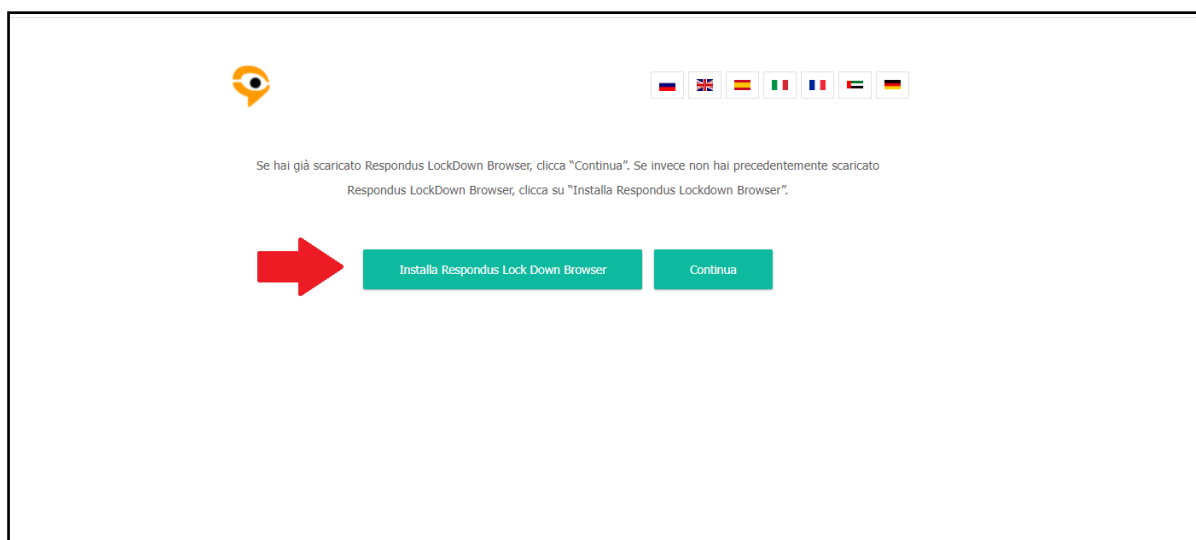 Se hai già scaricato Respondus LockDown Browser, clicca “Continua”. Se invece non hai precedentemente scaricato
Respondus LockDown Browser, clicca su “Installa Respondus Lockdown Browser”.
Installa Respondus Lock Down Browser
Continua